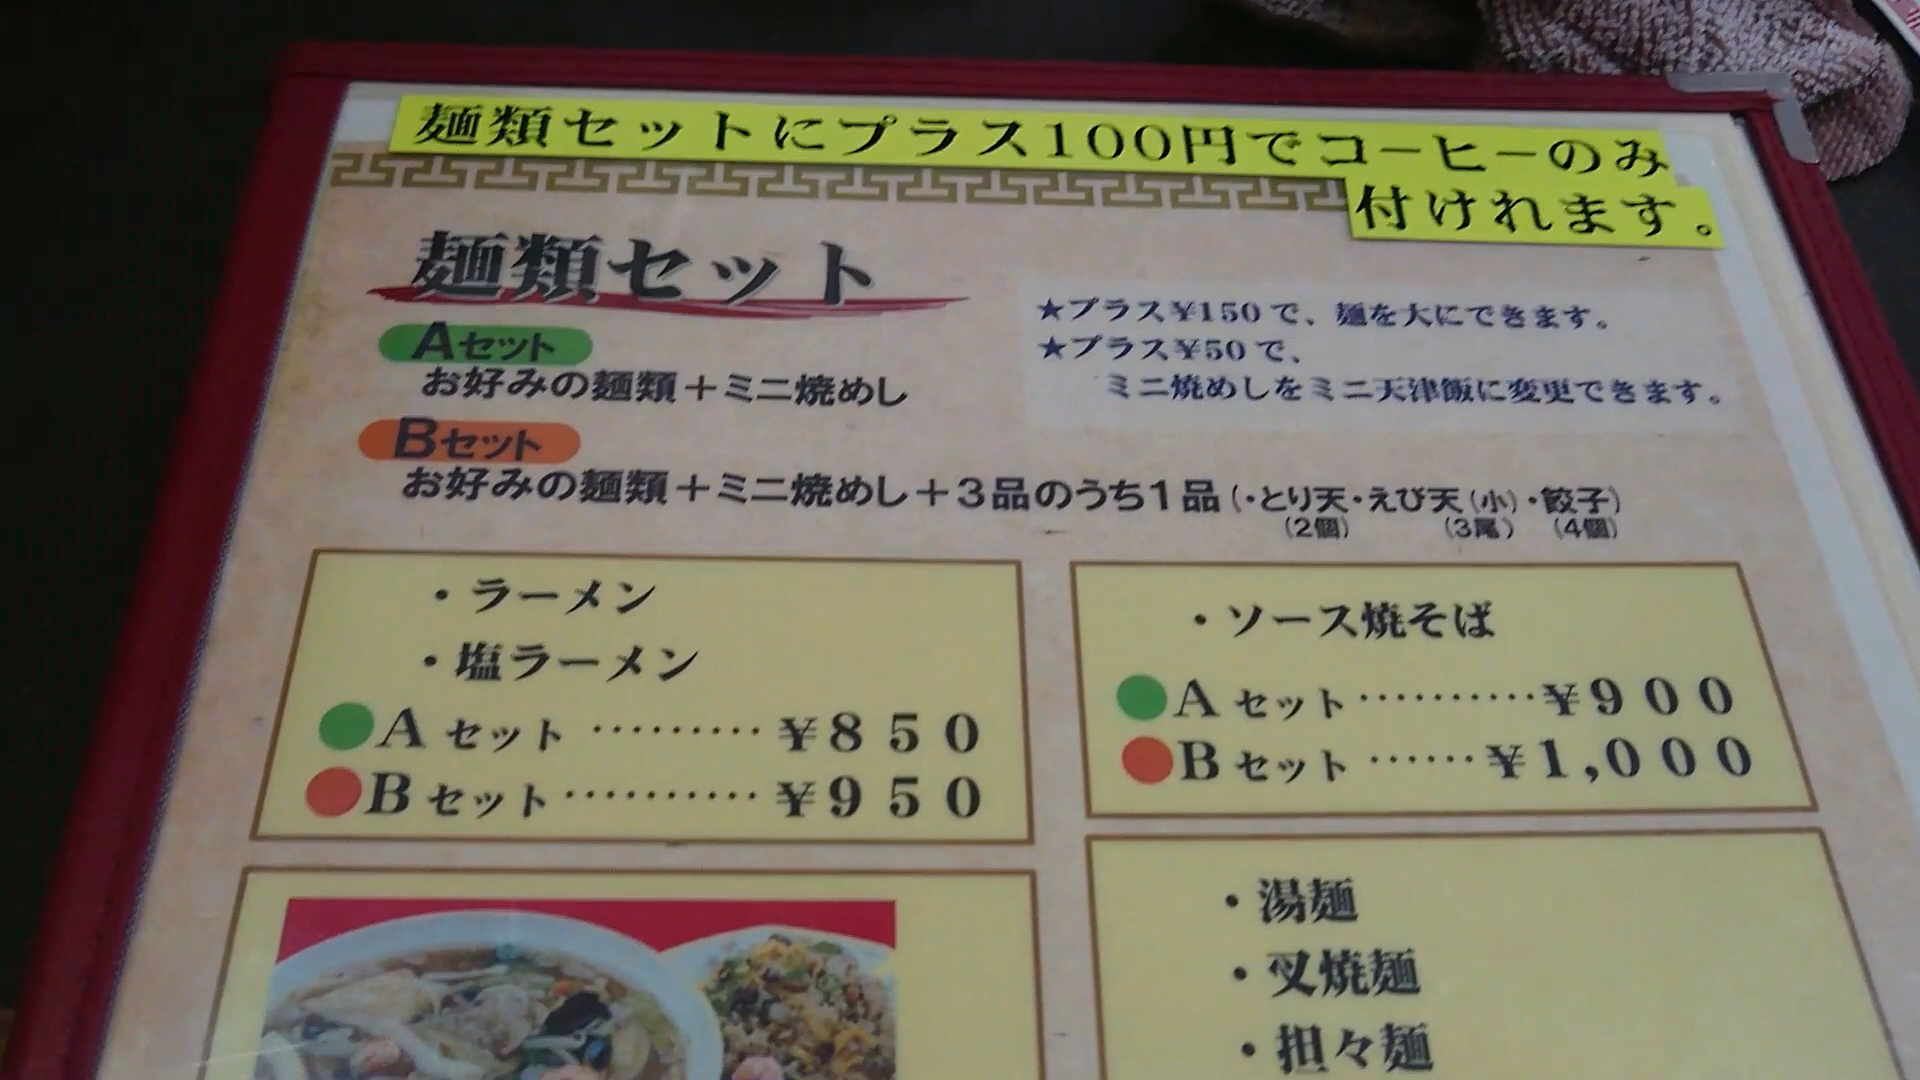 麺類セットにプラス100円でコーヒーのみ
付けれます。
麺類セット
★プラス¥150で、麺を大にできます。
★プラス¥50で、
ミニ焼めしをミニ天津飯に変更できます。
Aセット
お好みの麺類＋ミニ焼めし
Bセット
お好みの麺類＋ミニ焼めし＋3品のうち1品(・とり天・えび天(小)・餃子)
(2個) (3尾) (4個)
・ラーメン
・塩ラーメン
Aセット………¥850
Bセット…………¥950
・ソース焼そば
Aセット…………¥900
Bセット……¥1,000
・湯麺
・叉焼麺
・担々麺